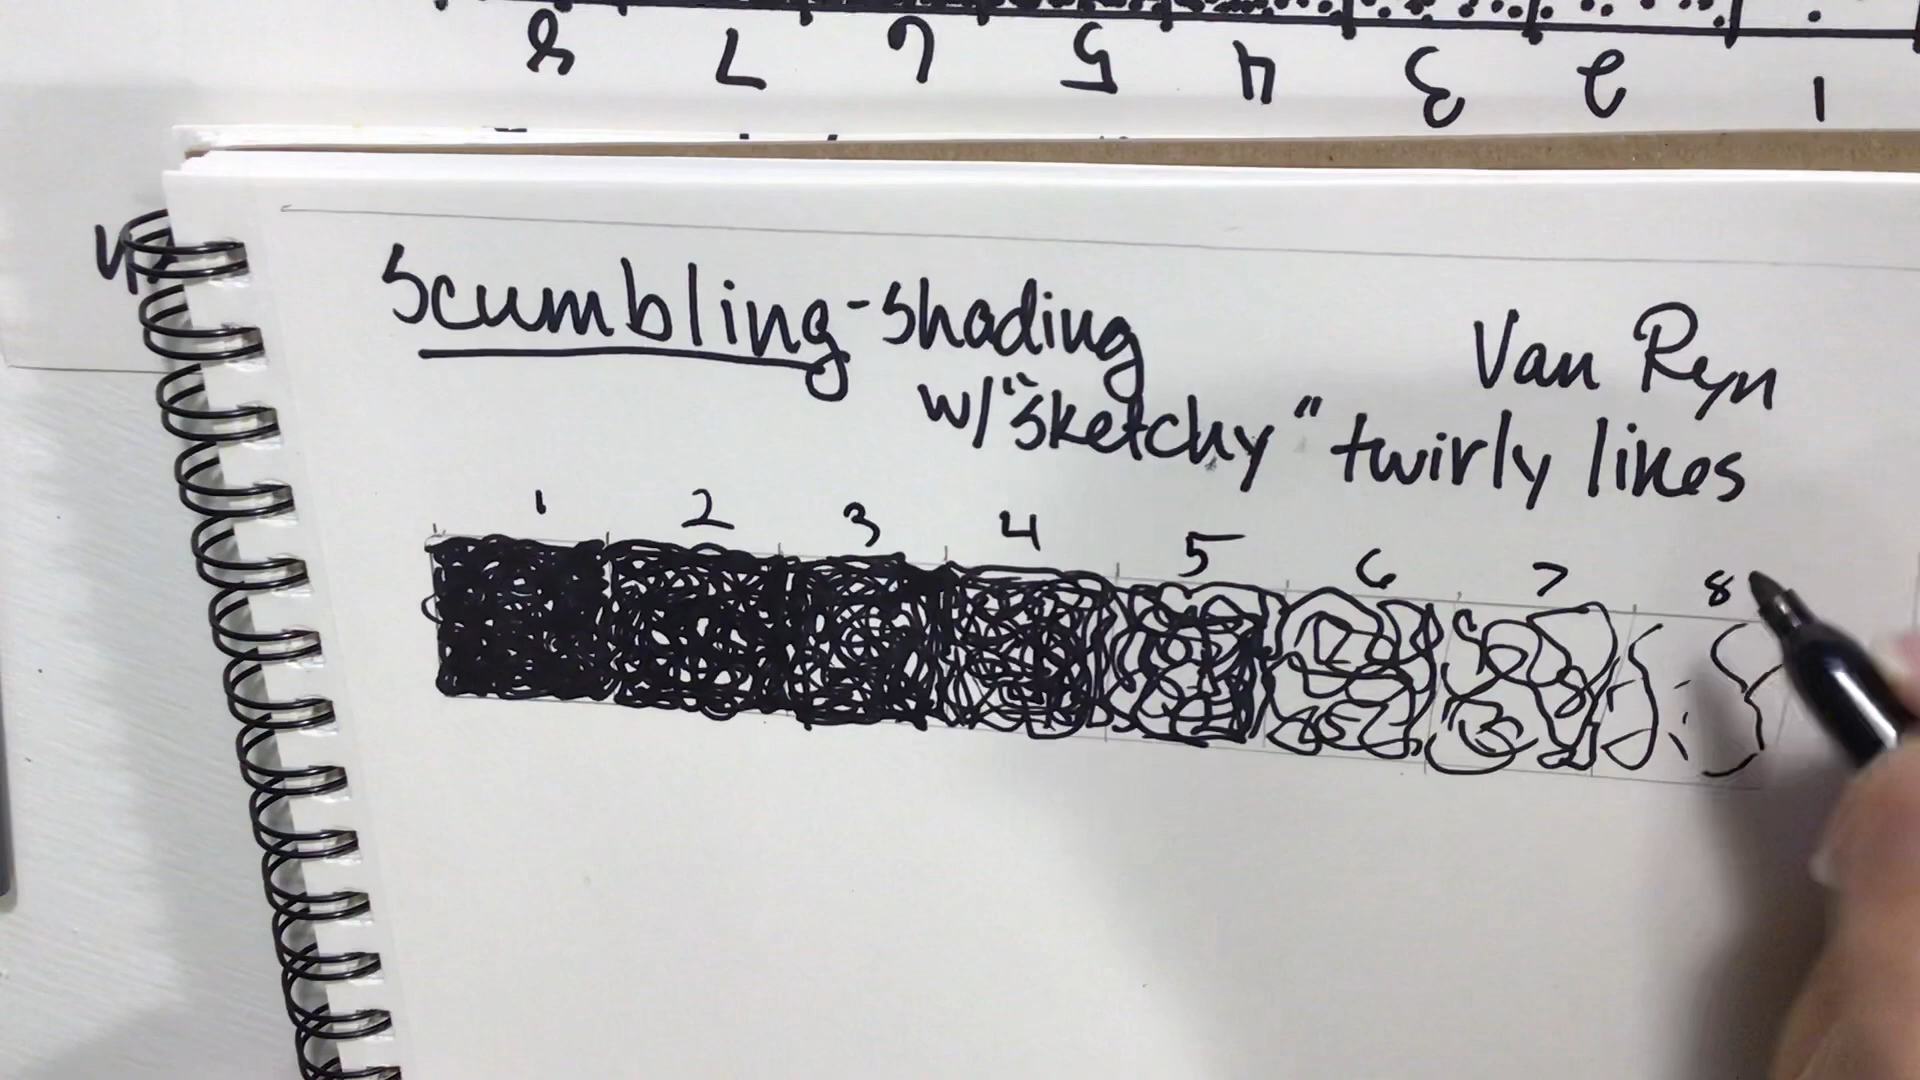 8 7 6 5 4 3 2 1
Scumbling-Shading
Van Ryn
w/"Sketchy" twirly lines
1 2 3 4 5 6 7 8